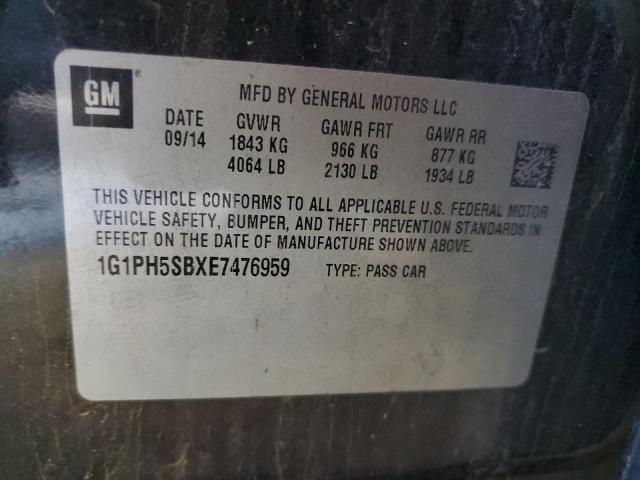 GM
MFD BY GENERAL MOTORS LLC
DATE GVWR GAWR FRT GAWR RR
09/14 1843 KG 966 KG 877 KG
4064 LB 2130 LB 1934 LB
THIS VEHICLE CONFORMS TO ALL APPLICABLE U.S. FEDERAL MOTOR
VEHICLE SAFETY, BUMPER, AND THEFT PREVENTION STANDARDS IN
EFFECT ON THE DATE OF MANUFACTURE SHOWN ABOVE.
1G1PH5SBXE7476959 TYPE: PASS CAR